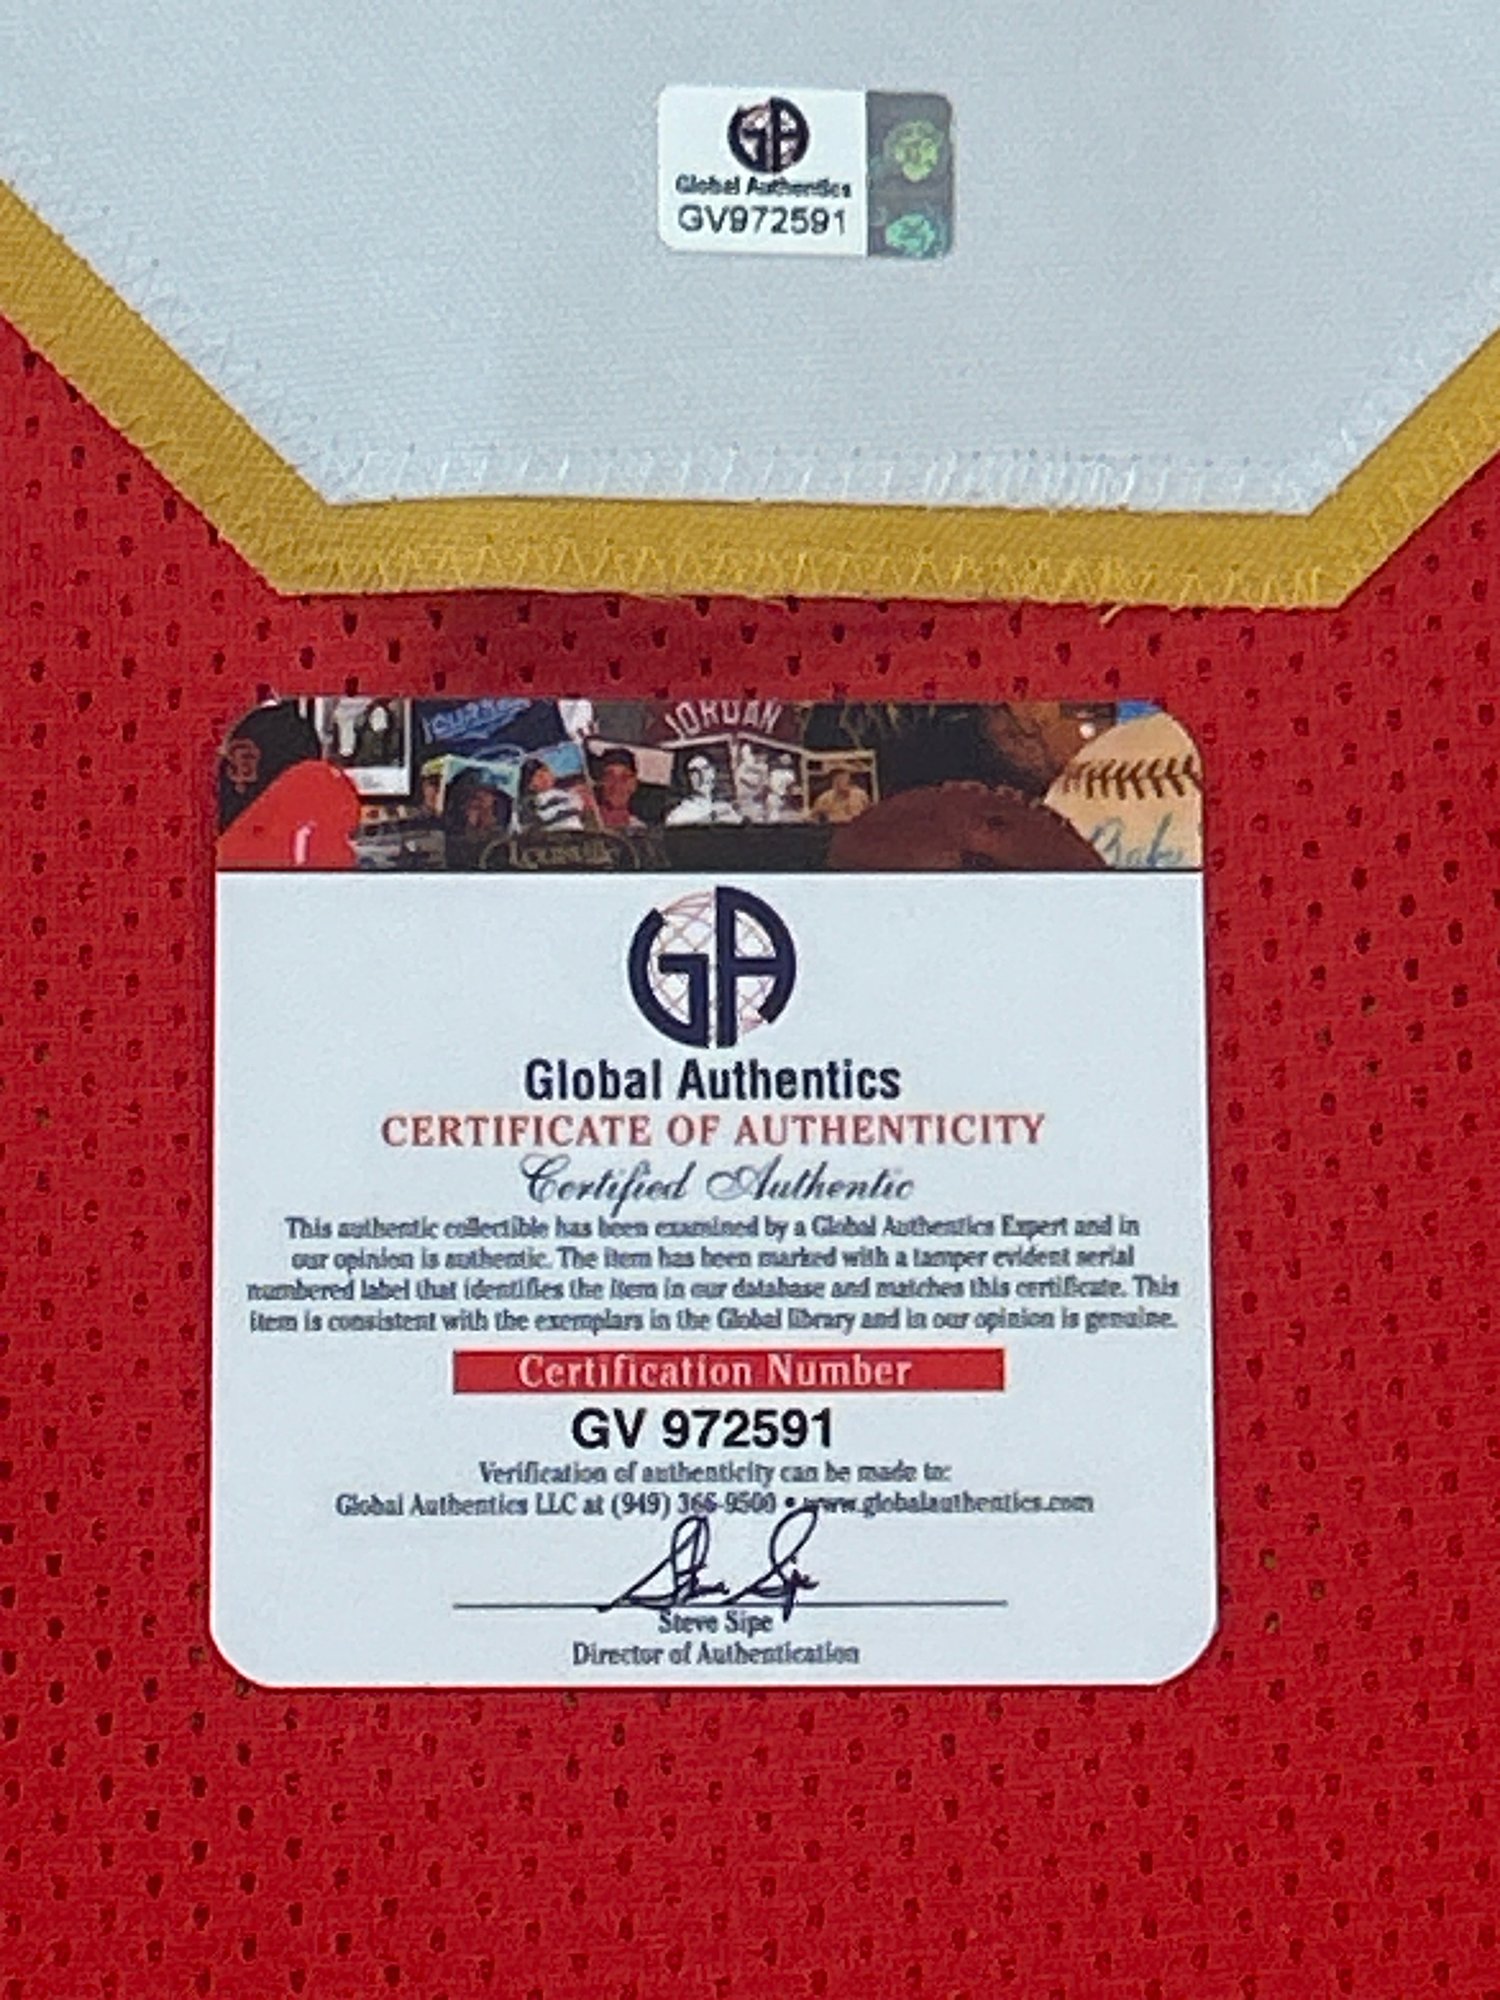 GA
Global Authentics
GV972591
JORDAN
Louisville
GA
Global Authentics
CERTIFICATE OF AUTHENTICITY
Certified Authentic
This authentic collectible has been examined by a Global Authentics Expert and in
our opinion is authentic. The item has been marked with a tamper evident serial
numbered label that identifies the item in our database and matches this certificate. This
item is consistent with the exemplars in the Global library and in our opinion is genuine.
Certification Number
GV 972591
Verification of authenticity can be made to:
Global Authentics LLC at (949) 366-9500 • www.globalauthentics.com
Steve Sipe
Steve Sipe
Director of Authentication